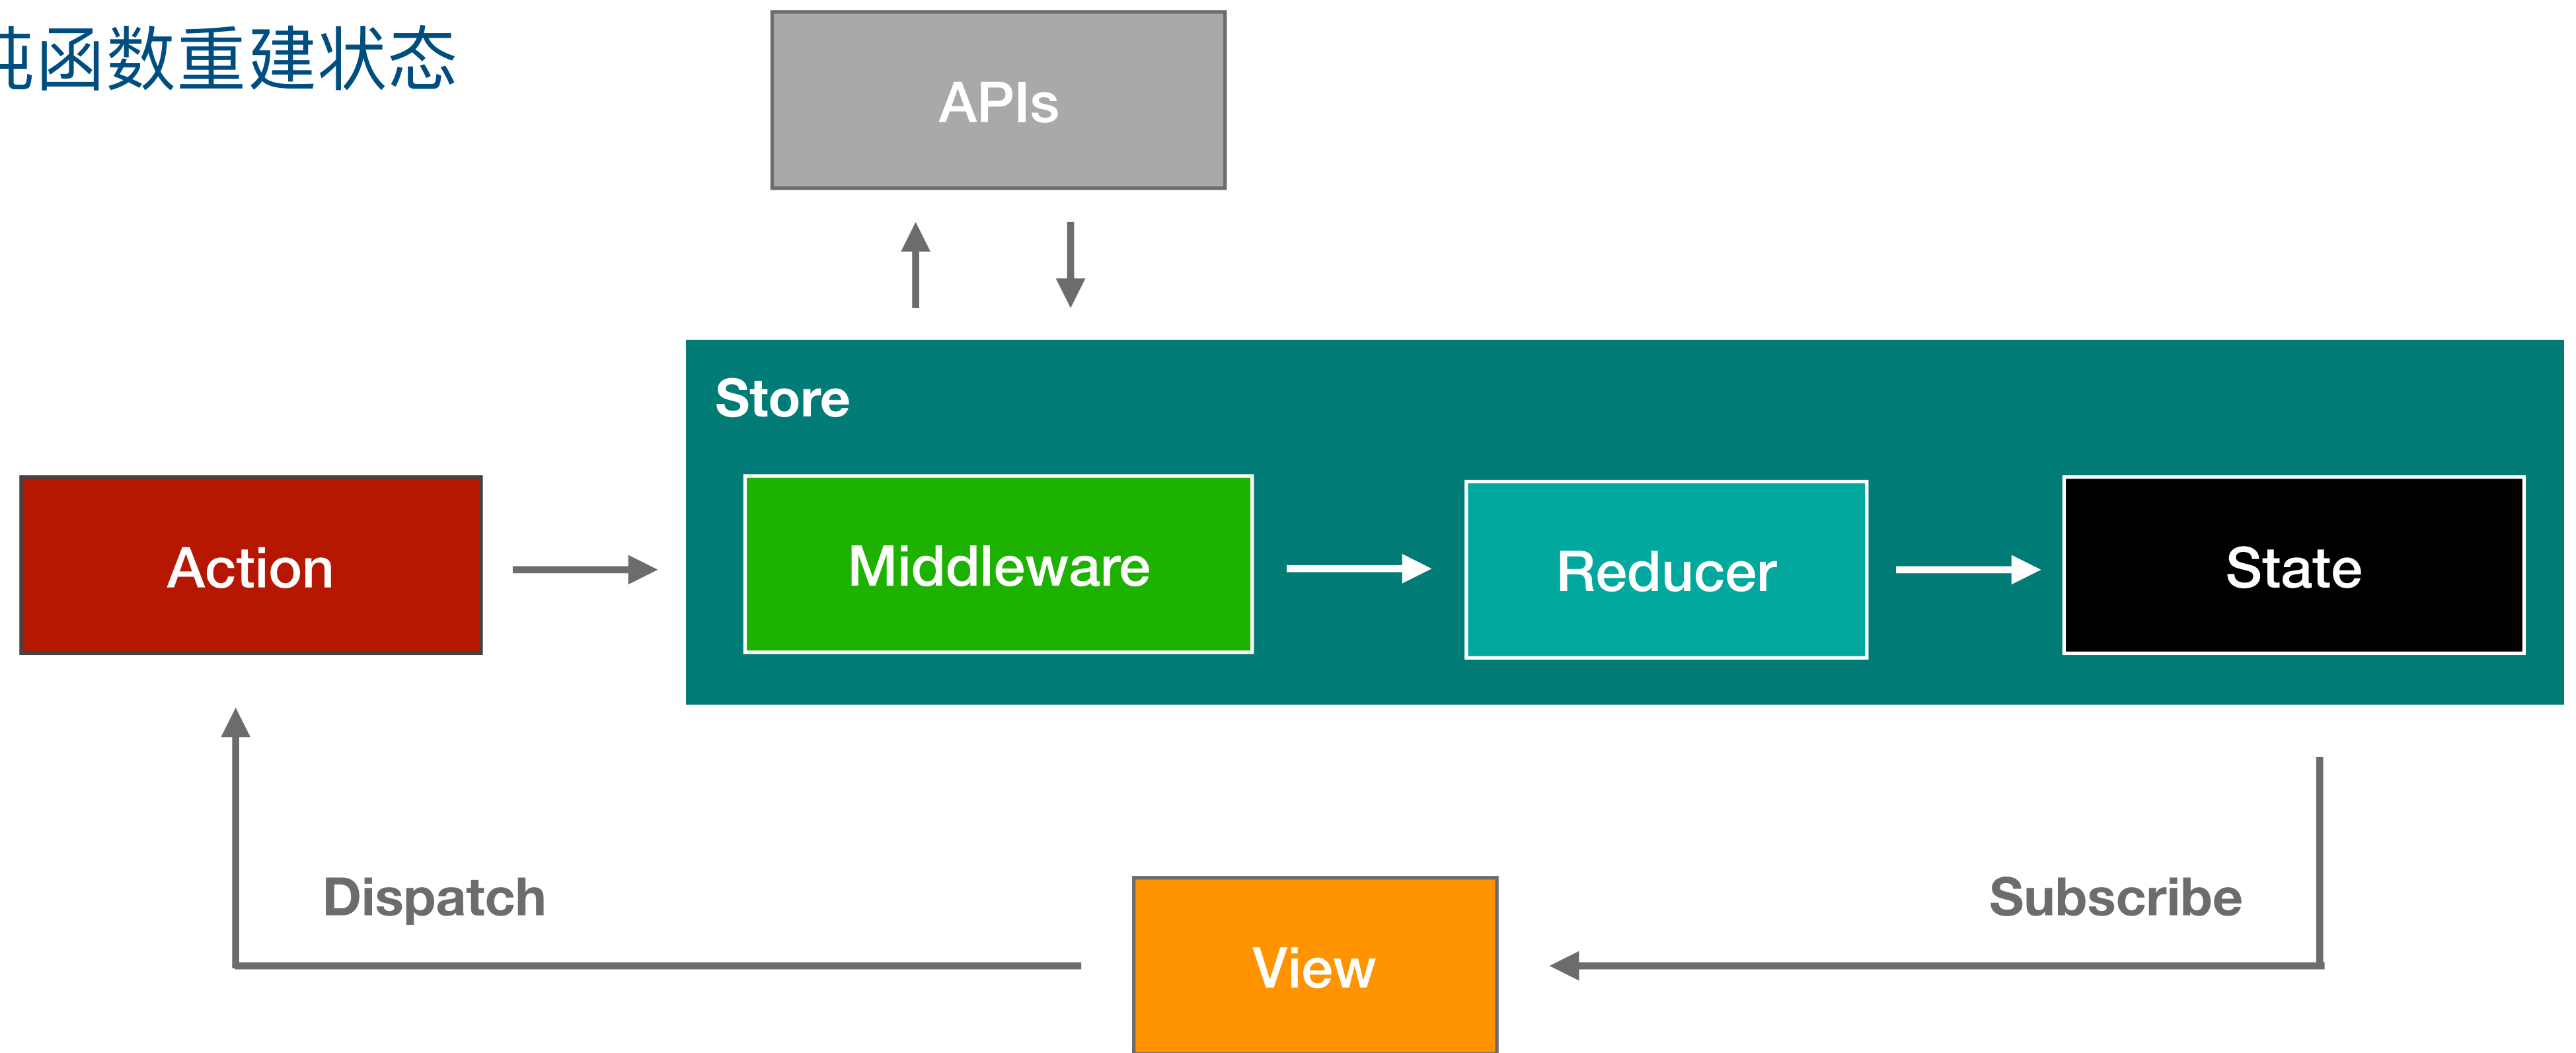 函数重建状态
APIs
Store
Action
Middleware
Reducer
State
Dispatch
Subscribe
View